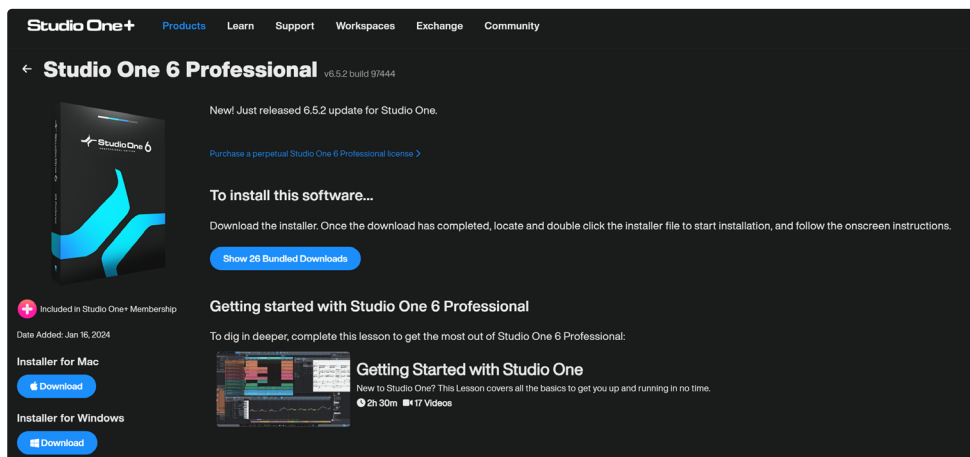 Studio One+ Products Learn Support Workspaces Exchange Community
← Studio One 6 Professional v6.5.2 build 97444
New! Just released 6.5.2 update for Studio One.
Purchase a perpetual Studio One 6 Professional license >
Studio One 6
PROFESSIONAL EDITION
To install this software...
Download the installer. Once the download has completed, locate and double click the installer file to start installation, and follow the onscreen instructions.
Show 26 Bundled Downloads
Included in Studio One+ Membership
Date Added: Jan 16, 2024
Installer for Mac
Download
Installer for Windows
Download
Getting started with Studio One 6 Professional
To dig in deeper, complete this lesson to get the most out of Studio One 6 Professional:
Getting Started with Studio One
New to Studio One? This Lesson covers all the basics to get you up and running in no time.
2h 30m 17 Videos